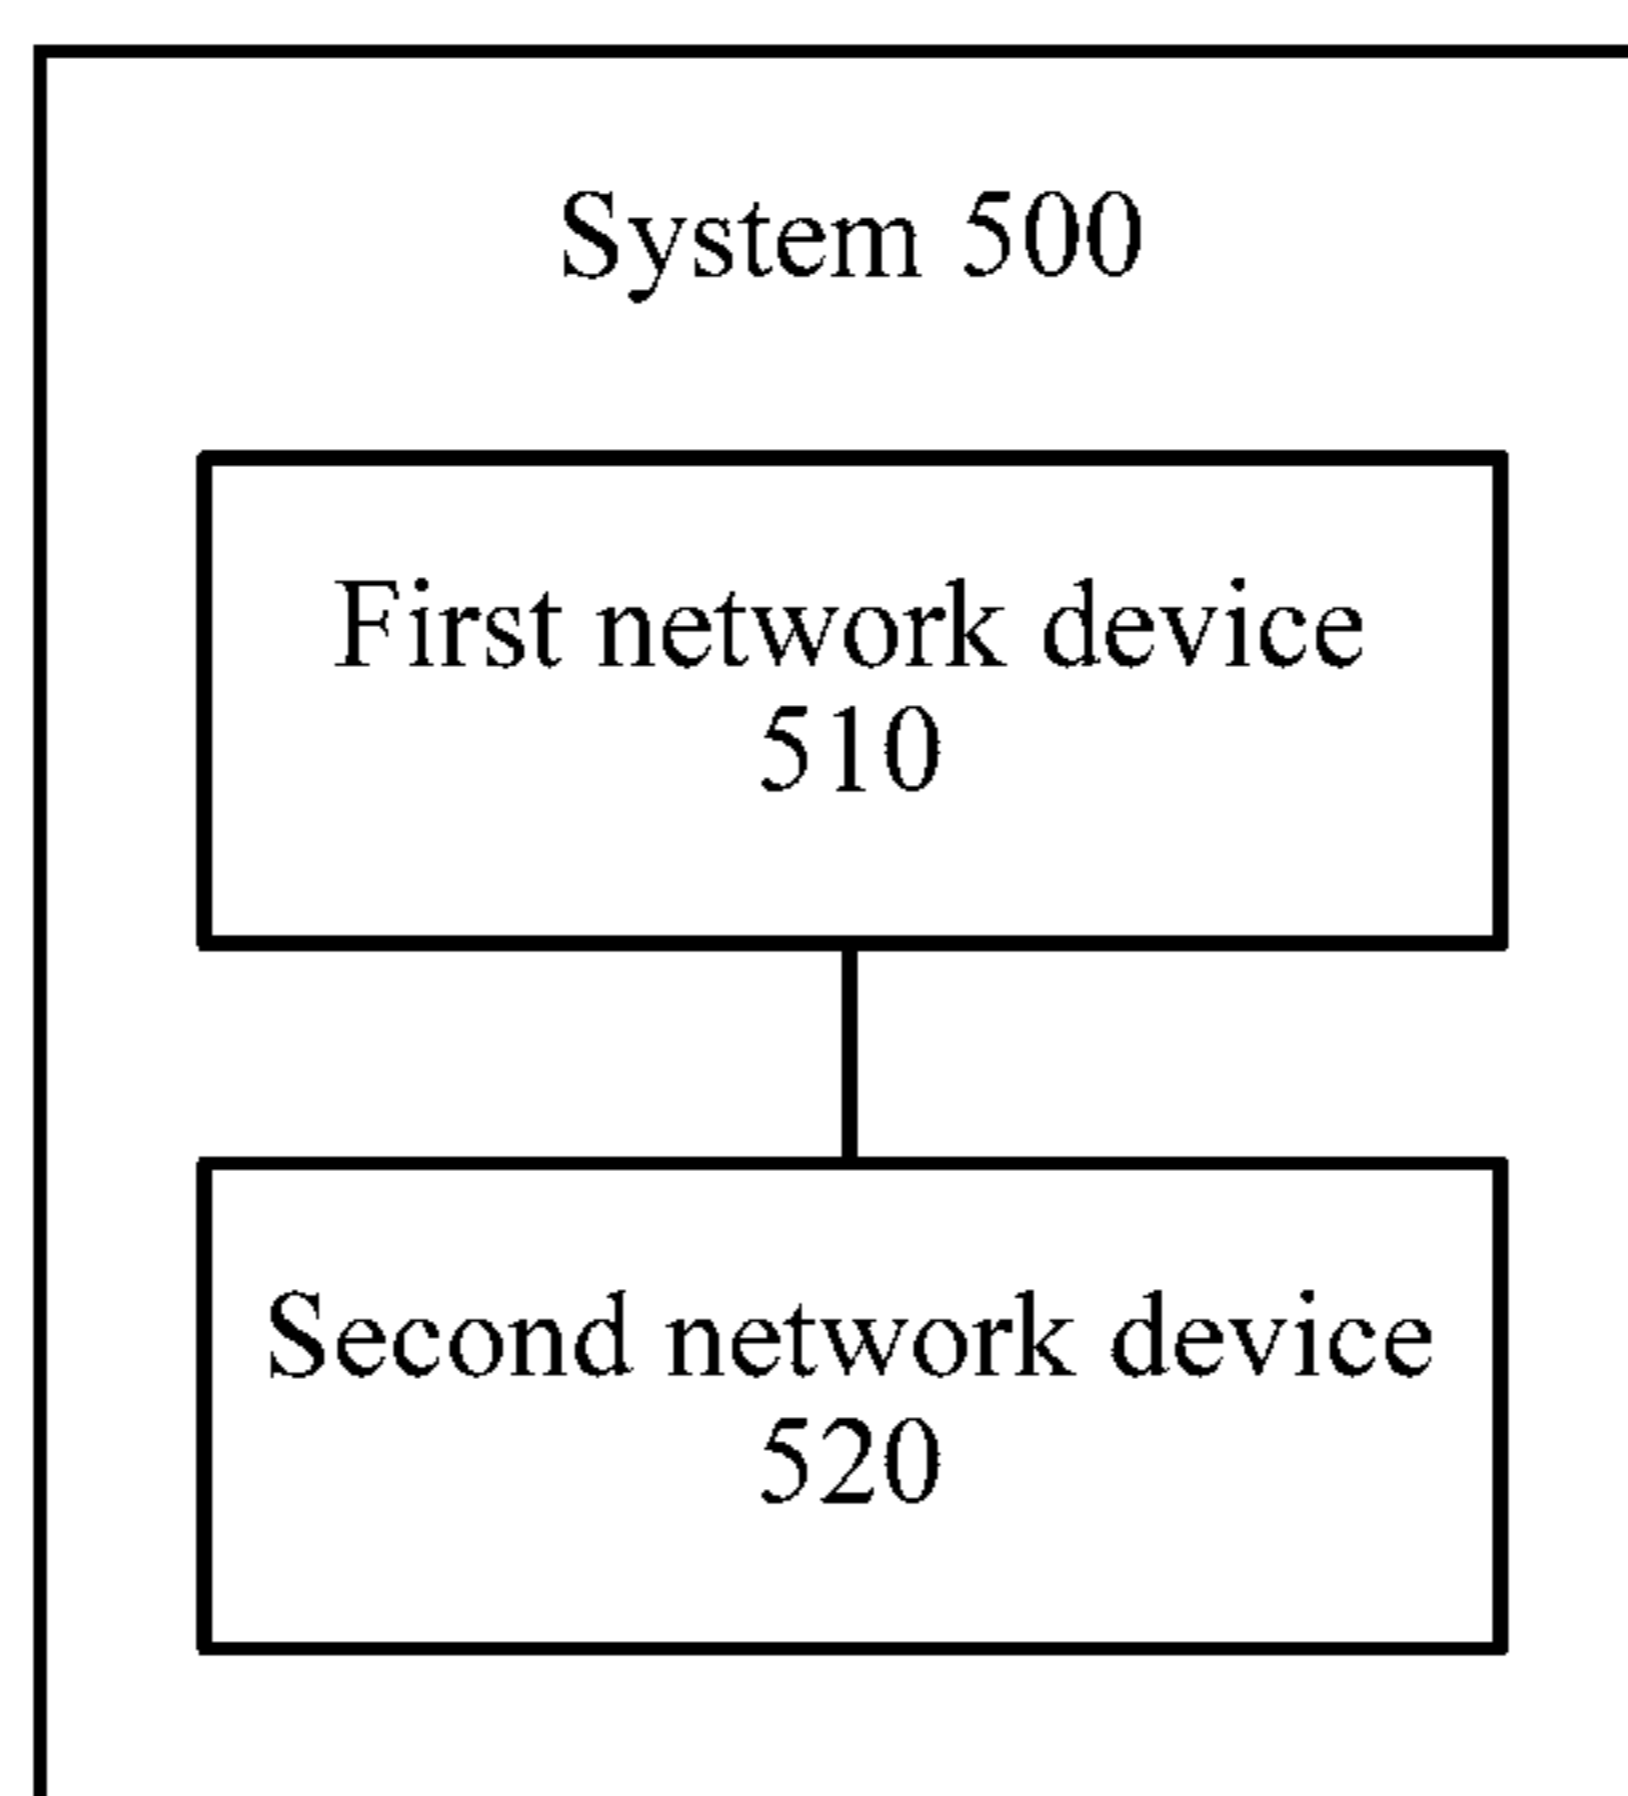 System 500
First network device
510
Second network device
520